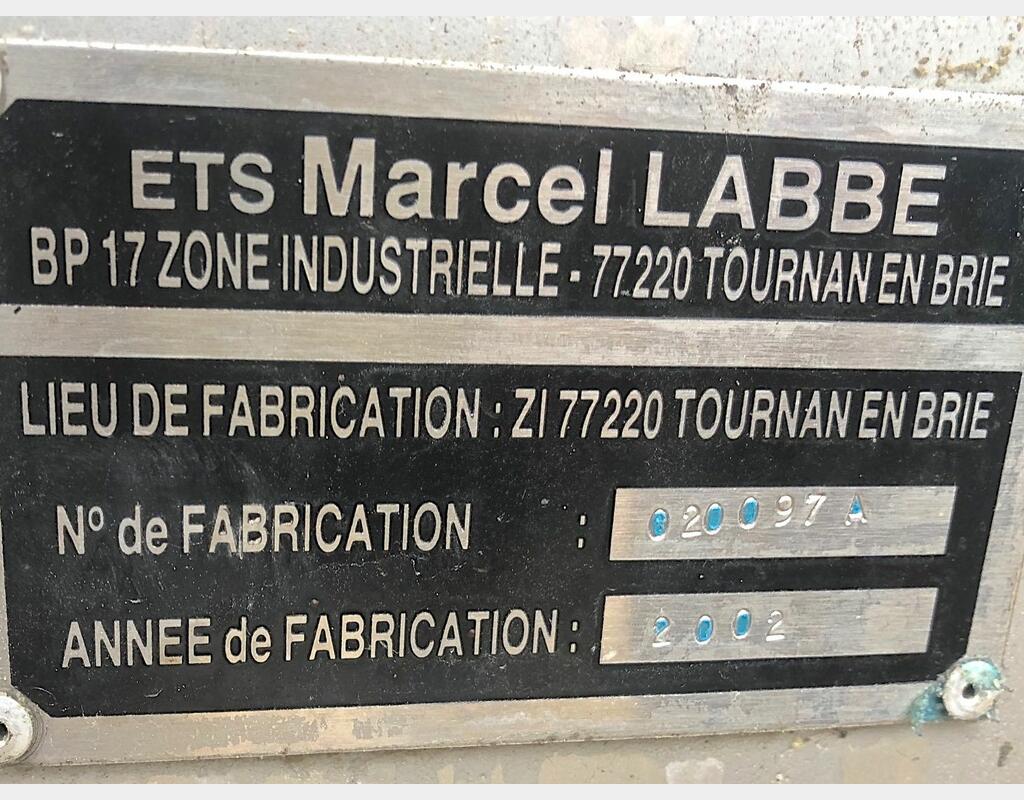 ETS Marcel LABBE
BP 17 ZONE INDUSTRIELLE - 77220 TOURNAN EN BRIE
LIEU DE FABRICATION : ZI 77220 TOURNAN EN BRIE
Nº de FABRICATION : 020097 A
ANNEE de FABRICATION : 2002